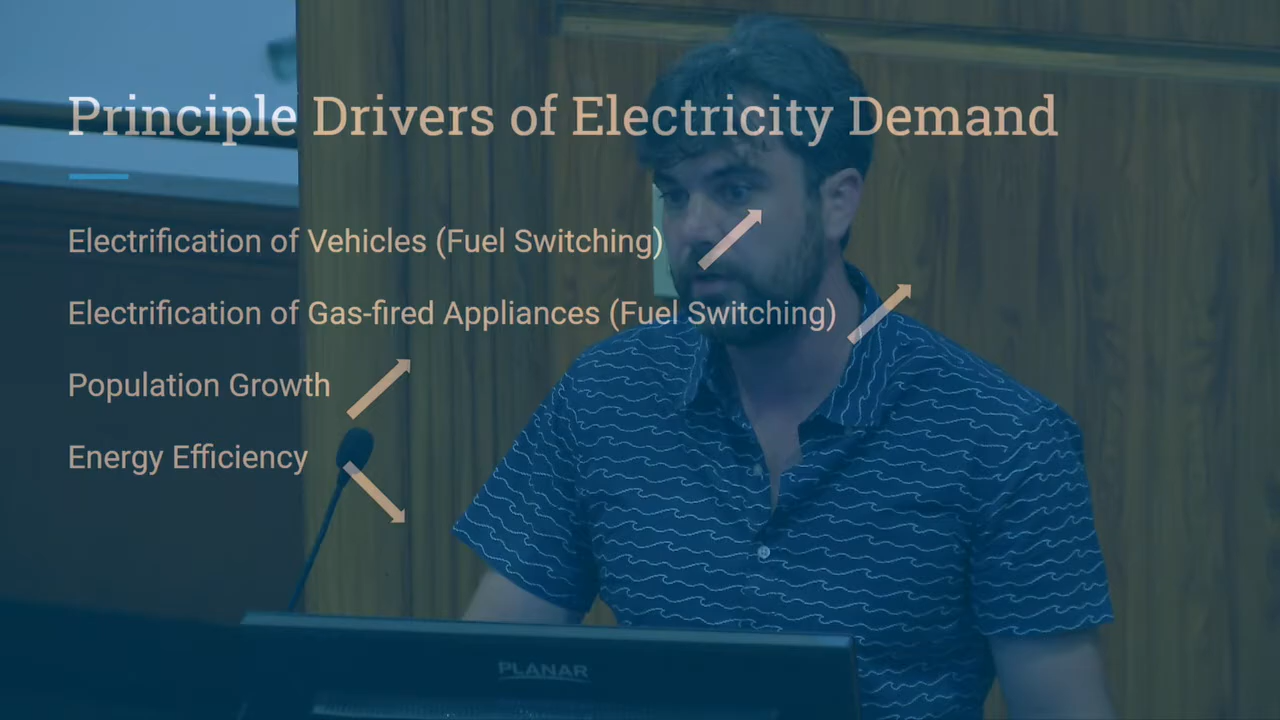 Principle Drivers of Electricity Demand
Electrification of Vehicles (Fuel Switching)
Electrification of Gas-fired Appliances (Fuel Switching)
Population Growth
Energy Efficiency
PLANAR